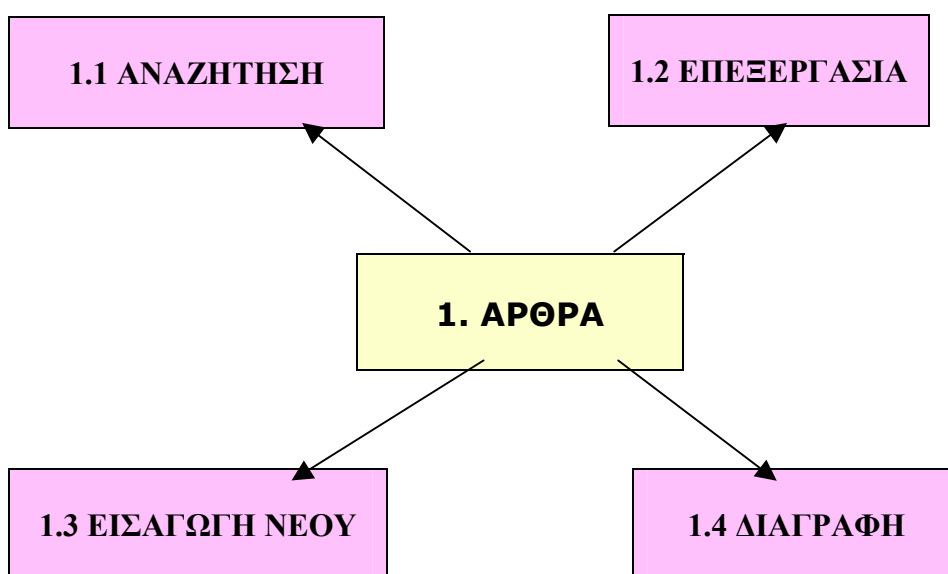 1.1 ΑΝΑΖΗΤΗΣΗ
1.2 ΕΠΕΞΕΡΓΑΣΙΑ
1. ΑΡΘΡΑ
1.3 ΕΙΣΑΓΩΓΗ ΝΕΟΥ
1.4 ΔΙΑΓΡΑΦΗ